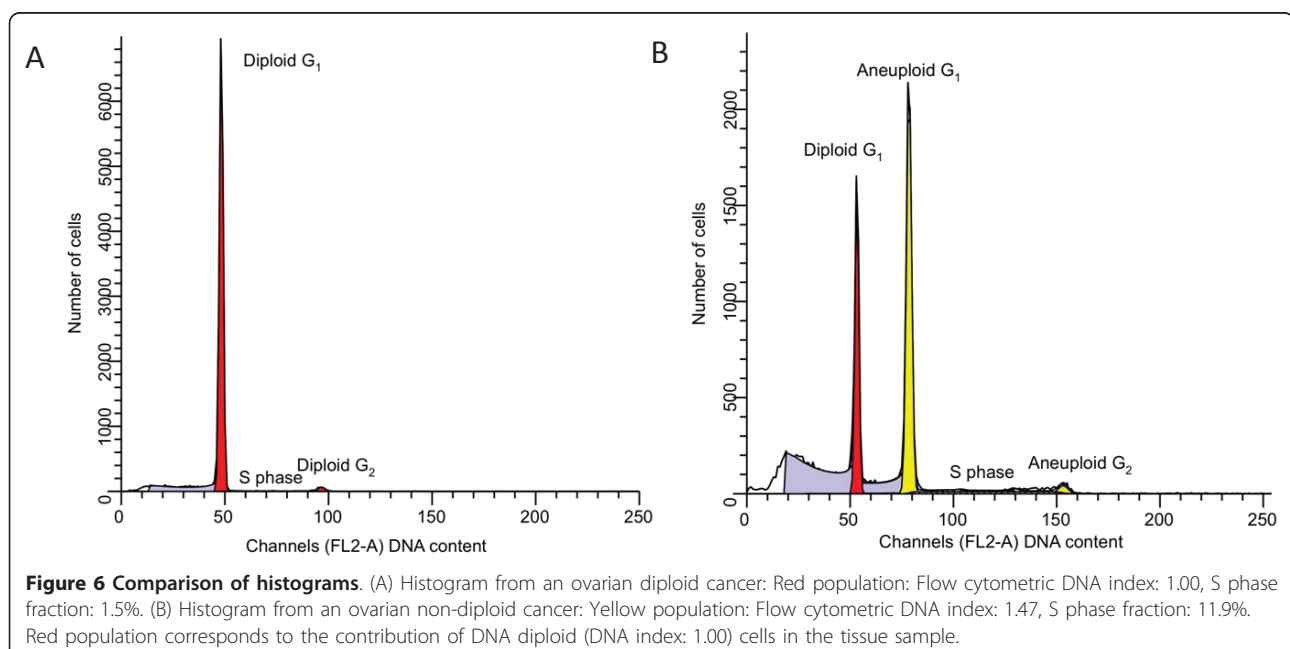 A
Diploid G₁
Number of cells
6000
5000
4000
3000
2000
1000
0
S phase
Diploid G₂
0 50 100 150 200 250
Channels (FL2-A) DNA content
B
Aneuploid G₁
Diploid G₁
Number of cells
2000
1500
1000
500
0
S phase
Aneuploid G₂
0 50 100 150 200 250
Channels (FL2-A) DNA content
Figure 6 Comparison of histograms. (A) Histogram from an ovarian diploid cancer: Red population: Flow cytometric DNA index: 1.00, S phase
fraction: 1.5%. (B) Histogram from an ovarian non-diploid cancer: Yellow population: Flow cytometric DNA index: 1.47, S phase fraction: 11.9%.
Red population corresponds to the contribution of DNA diploid (DNA index: 1.00) cells in the tissue sample.